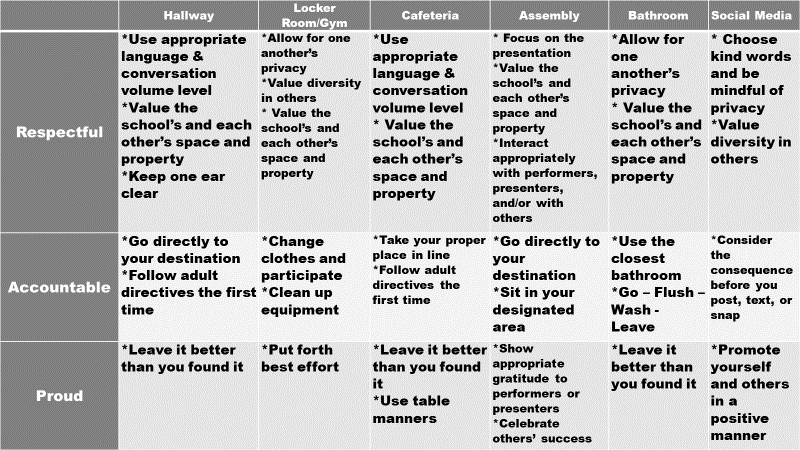 Hallway
Locker
Room/Gym
Cafeteria
Assembly
Bathroom
Social Media
Respectful
*Use appropriate
language &
conversation
volume level
*Value the
school's and each
other's space and
property
*Keep one ear
clear
*Allow for one
another's
privacy
*Value diversity
in others
* Value the
school's and
each other's
space and
property
*Use
appropriate
language &
conversation
volume level
* Value the
school's and
each other's
space and
property
* Focus on the
presentation
*Value the
school's and
each other's
space and
property
*Interact
appropriately
with performers,
presenters,
and/or with
others
*Allow for
one
another's
privacy
* Value the
school's and
each other's
space and
property
* Choose
kind words
and be
mindful of
privacy
*Value
diversity in
others
Accountable
*Go directly to
your destination
*Follow adult
directives the first
time
*Change
clothes and
participate
*Clean up
equipment
*Take your proper
place in line
*Follow adult
directives the
first time
*Go directly to
your
destination
*Sit in your
designated
area
*Use the
closest
bathroom
*Go – Flush –
Wash -
Leave
*Consider
the
consequence
before you
post, text, or
snap
Proud
*Leave it better
than you found it
*Put forth
best effort
*Leave it better
than you found
it
*Use table
manners
*Show
appropriate
gratitude to
performers or
presenters
*Celebrate
others' success
*Leave it
better than
you found it
*Promote
yourself
and others
in a
positive
manner